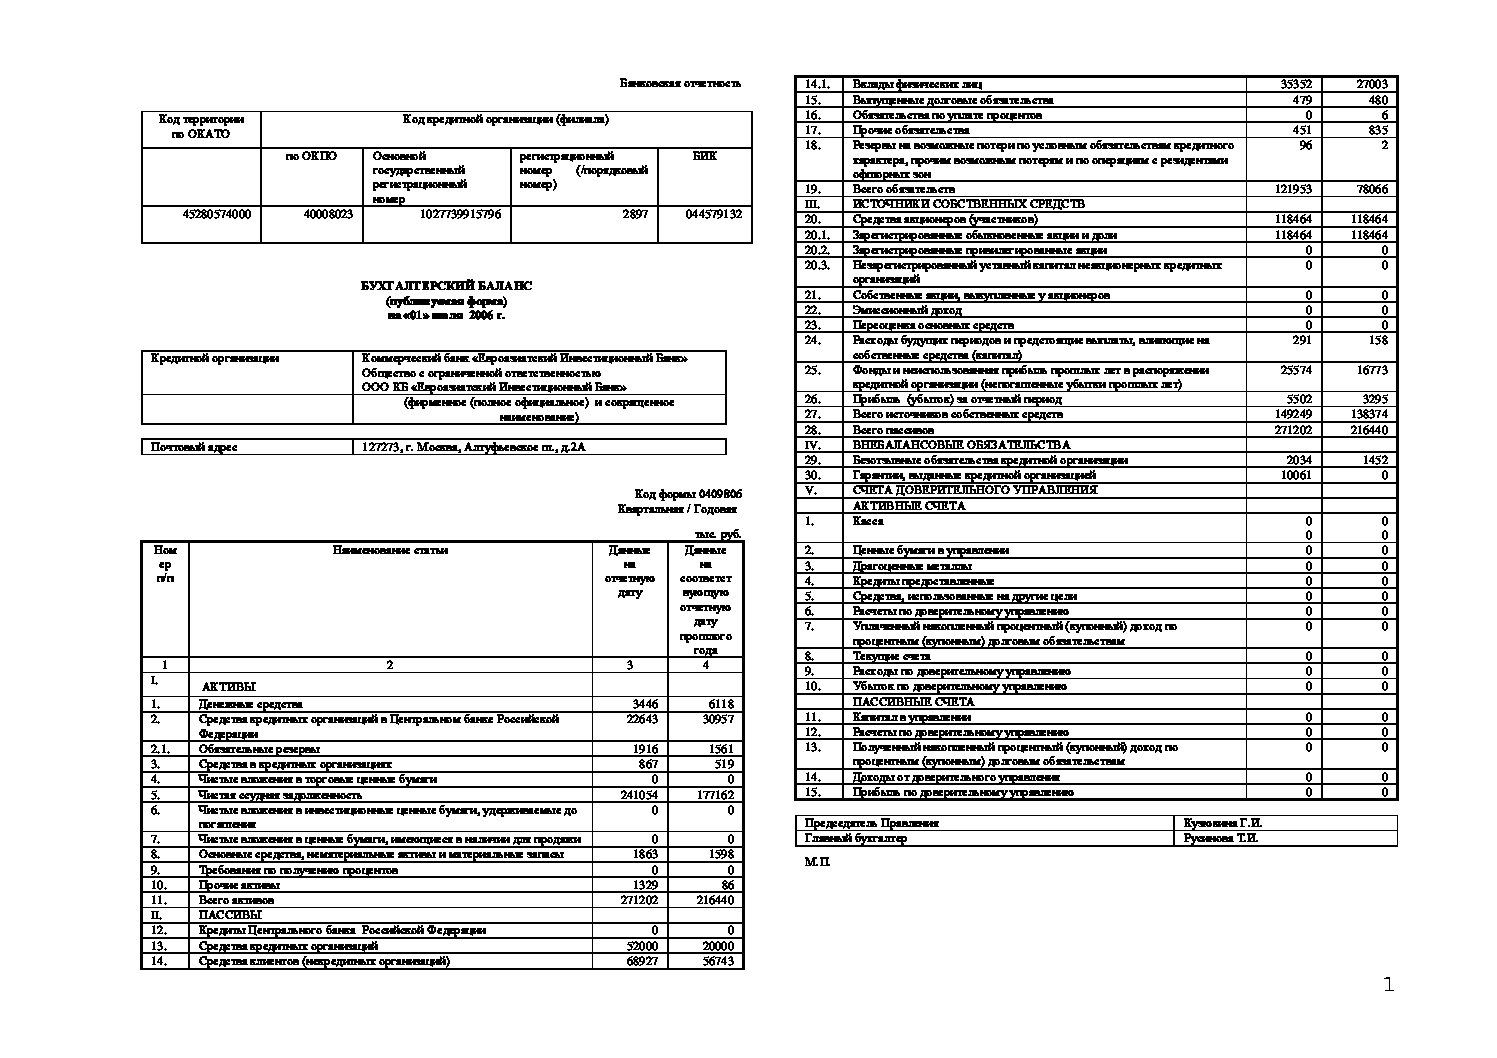 Банковская отчетность
Код территории
по ОКАТО
Код кредитной организации (филиала)
по ОКПО
Основной
государственный
регистрационный
номер
регистрационный
номер (/порядковый
номер)
БИК
45280574000 40008023 1027739915796 2897 044579132
БУХГАЛТЕРСКИЙ БАЛАНС
(публикуемая форма)
на «01» июля 2006 г.
Кредитной организации
Коммерческий банк «Евроазиатский Инвестиционный Банк»
Общество с ограниченной ответственностью
ООО КБ «Евроазиатский Инвестиционный Банк»
(фирменное (полное официальное) и сокращенное
наименование)
Почтовый адрес 127273, г. Москва, Алтуфьевское ш., д.2А
Код формы 0409806
Квартальная / Годовая
тыс. руб.
Ном
ер
п/п
Наименование статьи
Данные
на
отчетную
дату
Данные
на
соответст
вующую
отчетную
дату
прошлого
года
1 2 3 4
I. АКТИВЫ
1. Денежные средства 3446 6118
2. Средства кредитных организаций в Центральном банке Российской 22643 30957
Федерации
2.1. Обязательные резервы 1916 1561
3. Средства в кредитных организациях 867 519
4. Чистые вложения в торговые ценные бумаги 0 0
5. Чистая ссудная задолженность 241054 177162
6. Чистые вложения в инвестиционные ценные бумаги, удерживаемые до 0 0
погашения
7. Чистые вложения в ценные бумаги, имеющиеся в наличии для продажи 0 0
8. Основные средства, нематериальные активы и материальные запасы 1863 1598
9. Требования по получению процентов 0 0
10. Прочие активы 1329 86
11. Всего активов 271202 216440
II. ПАССИВЫ
12. Кредиты Центрального банка Российской Федерации 0 0
13. Средства кредитных организаций 52000 20000
14. Средства клиентов (некредитных организаций) 68927 56743
14.1. Вклады физических лиц 35352 27003
15. Выпущенные долговые обязательства 479 480
16. Обязательства по уплате процентов 0 6
17. Прочие обязательства 451 835
18. Резервы на возможные потери по условным обязательствам кредитного 96 2
характера, прочим возможным потерям и по операциям с резидентами
офшорных зон
19. Всего обязательств 121953 78066
III. ИСТОЧНИКИ СОБСТВЕННЫХ СРЕДСТВ
20. Средства акционеров (участников) 118464 118464
20.1. Зарегистрированные обыкновенные акции и доли 118464 118464
20.2. Зарегистрированные привилегированные акции 0 0
20.3. Незарегистрированный уставный капитал неакционерных кредитных 0 0
организаций
21. Собственные акции, выкупленные у акционеров 0 0
22. Эмиссионный доход 0 0
23. Переоценка основных средств 0 0
24. Расходы будущих периодов и предстоящие выплаты, влияющие на 291 158
собственные средства (капитал)
25. Фонды и неиспользованная прибыль прошлых лет в распоряжении 25574 16773
кредитной организации (непогашенные убытки прошлых лет)
26. Прибыль (убыток) за отчетный период 5502 3295
27. Всего источников собственных средств 149249 138374
28. Всего пассивов 271202 216440
IV. ВНЕБАЛАНСОВЫЕ ОБЯЗАТЕЛЬСТВА
29. Безотзывные обязательства кредитной организации 2034 1452
30. Гарантии, выданные кредитной организацией 10061 0
V. СЧЕТА ДОВЕРИТЕЛЬНОГО УПРАВЛЕНИЯ
АКТИВНЫЕ СЧЕТА
1. Касса 0 0
0 0
2. Ценные бумаги в управлении 0 0
3. Драгоценные металлы 0 0
4. Кредиты предоставленные 0 0
5. Средства, использованные на другие цели 0 0
6. Расчеты по доверительному управлению 0 0
7. Уплаченный накопленный процентный (купонный) доход по 0 0
процентным (купонным) долговым обязательствам
8. Текущие счета 0 0
9. Расходы по доверительному управлению 0 0
10. Убыток по доверительному управлению 0 0
ПАССИВНЫЕ СЧЕТА
11. Капитал в управлении 0 0
12. Расчеты по доверительному управлению 0 0
13. Полученный накопленный процентный (купонный) доход по 0 0
процентным (купонным) долговым обязательствам
14. Доходы от доверительного управления 0 0
15. Прибыль по доверительному управлению 0 0
Председатель Правления Кузовкина Г.И.
Главный бухгалтер Русинова Т.И.
М.П.
1